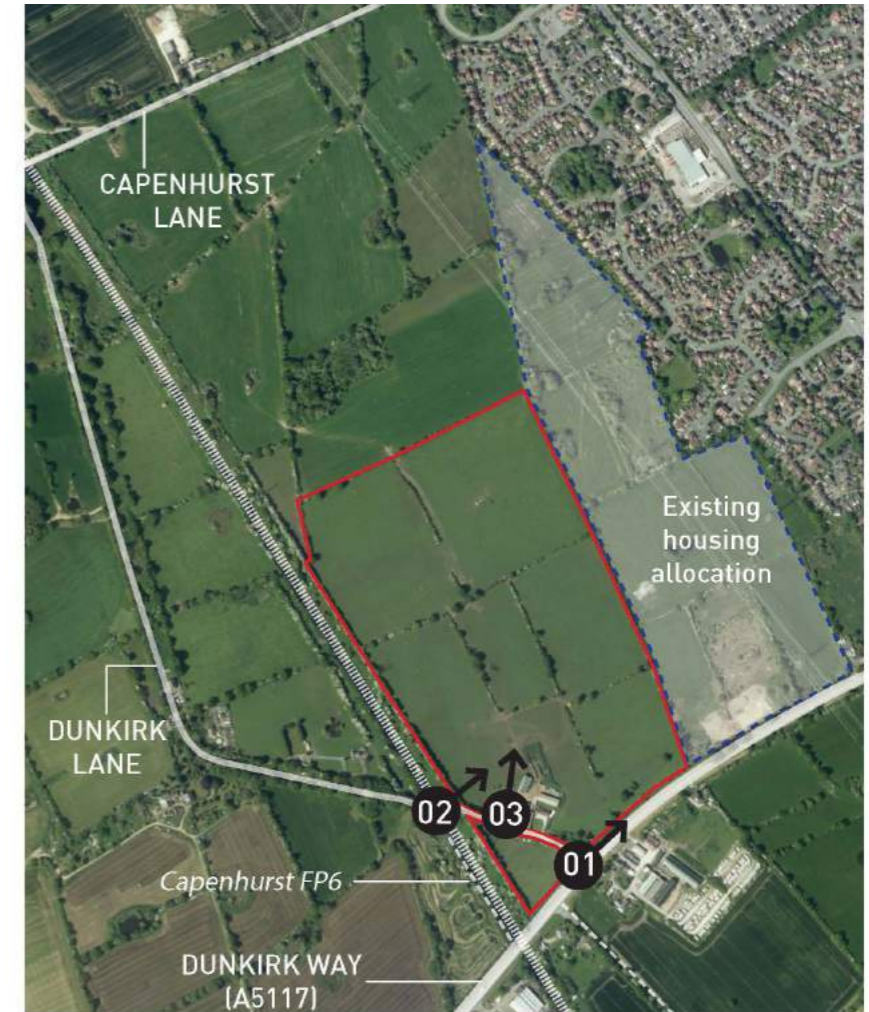 CAPENHURST
LANE
Existing
housing
allocation
DUNKIRK
LANE
02
03
01
Capenhurst FP6
DUNKIRK WAY
(A5117)